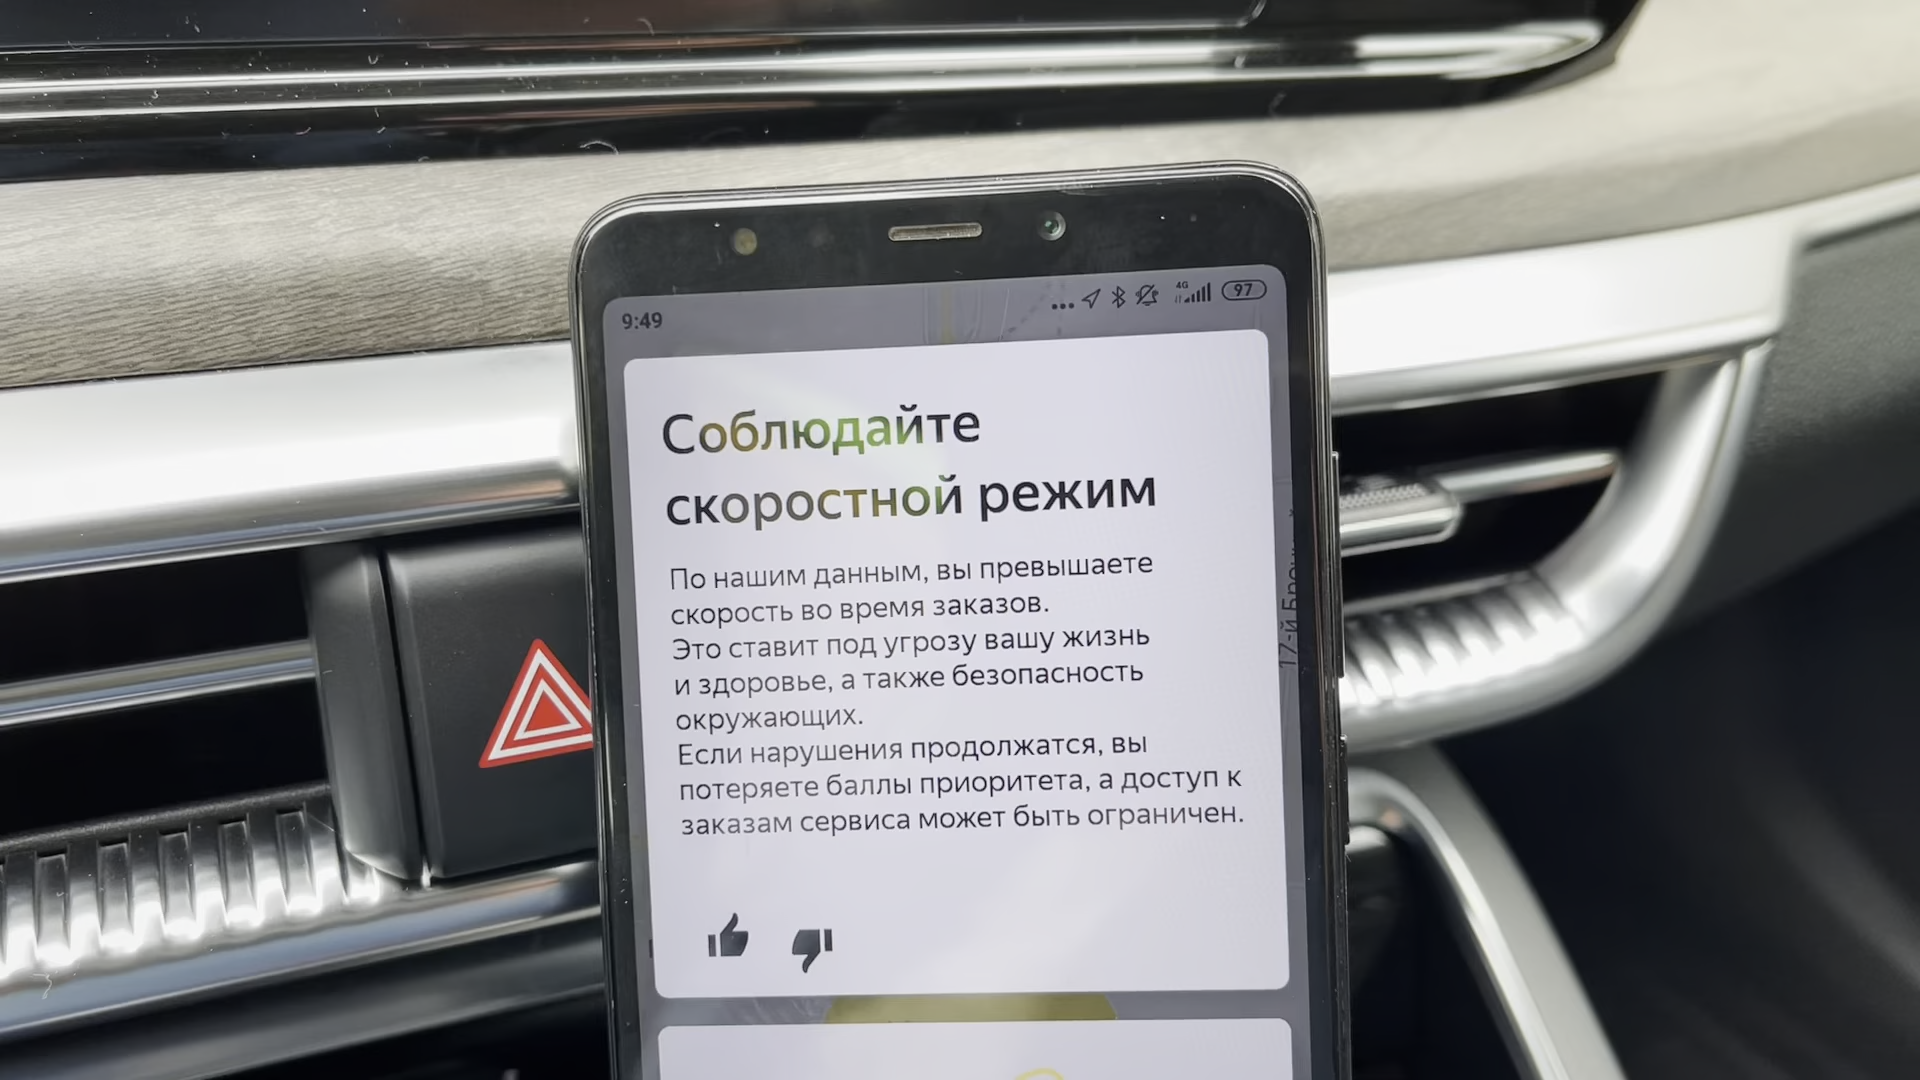 9:49
4G
97
Соблюдайте
скоростной режим
По нашим данным, вы превышаете
скорость во время заказов.
Это ставит под угрозу вашу жизнь
и здоровье, а также безопасность
окружающих.
Если нарушения продолжатся, вы
потеряете баллы приоритета, а доступ к
заказам сервиса может быть ограничен.
17-й